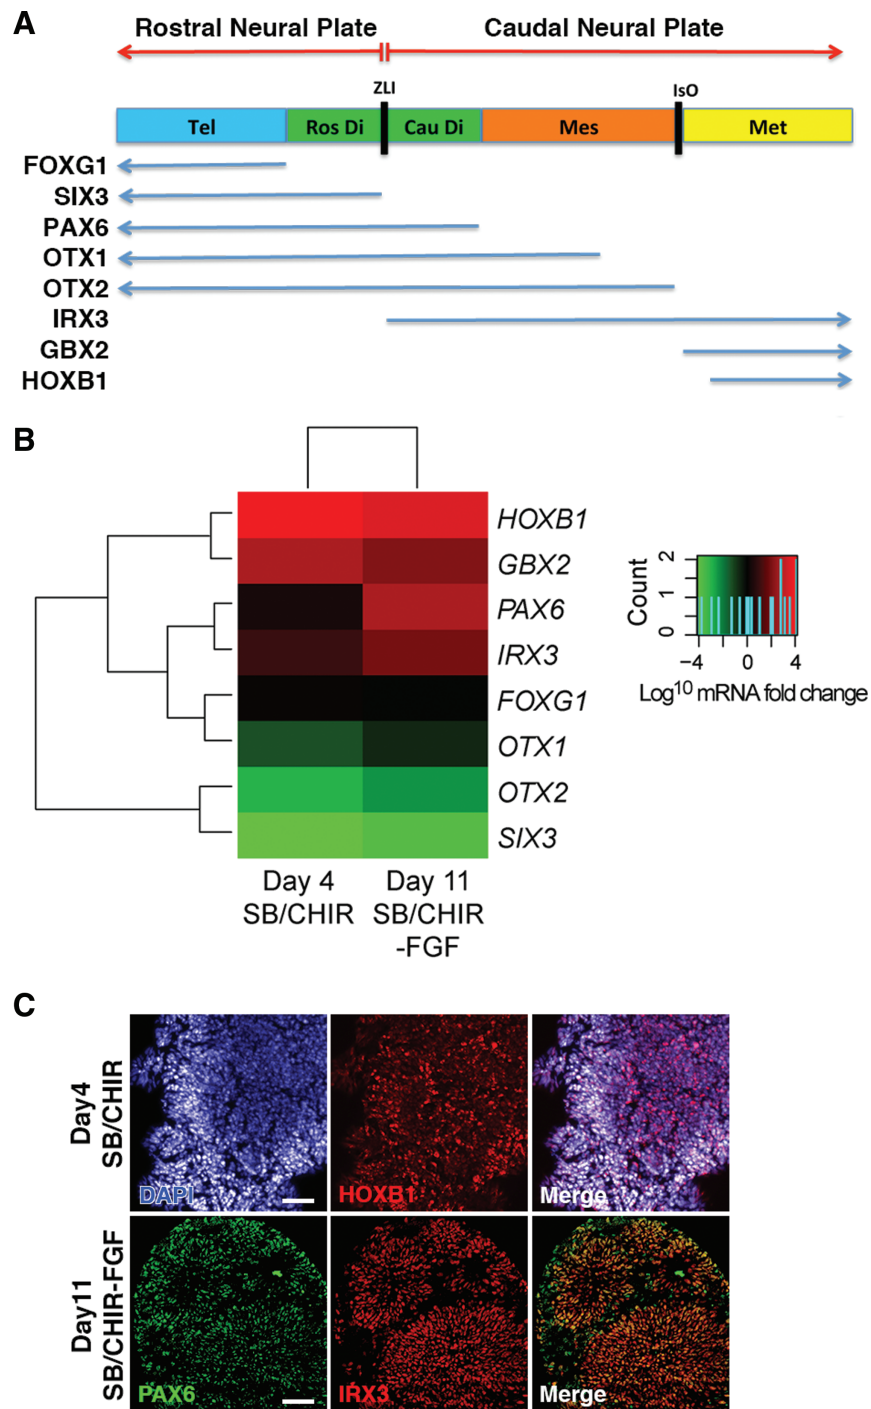 A
Rostral Neural Plate
Caudal Neural Plate
ZLI
IsO
Tel
Ros Di
Cau Di
Mes
Met
FOXG1
SIX3
PAX6
OTX1
OTX2
IRX3
GBX2
HOXB1
B
HOXB1
GBX2
PAX6
IRX3
FOXG1
OTX1
OTX2
SIX3
Day 4
SB/CHIR
Day 11
SB/CHIR
-FGF
Count
0 1 2
-4 0 4
Log10 mRNA fold change
C
Day4
SB/CHIR
DAPI
HOXB1
Merge
Day11
SB/CHIR-FGF
PAX6
IRX3
Merge